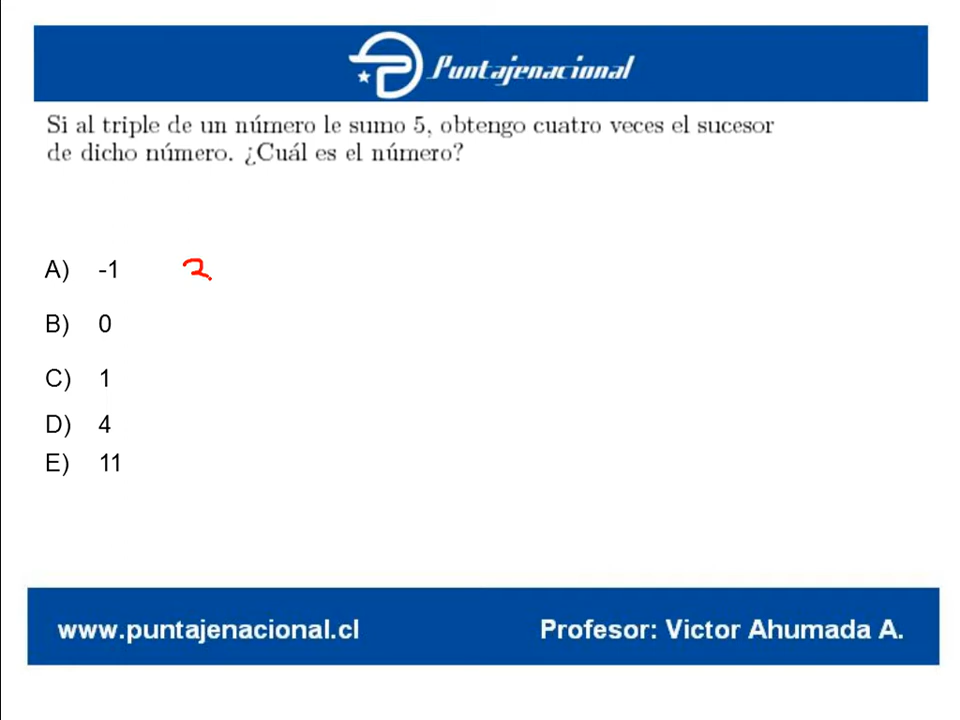 Puntajenacional
Si al triple de un número le sumo 5, obtengo cuatro veces el sucesor
de dicho número. ¿Cuál es el número?
A) -1
B) 0
C) 1
D) 4
E) 11
www.puntajenacional.cl Profesor: Victor Ahumada A.